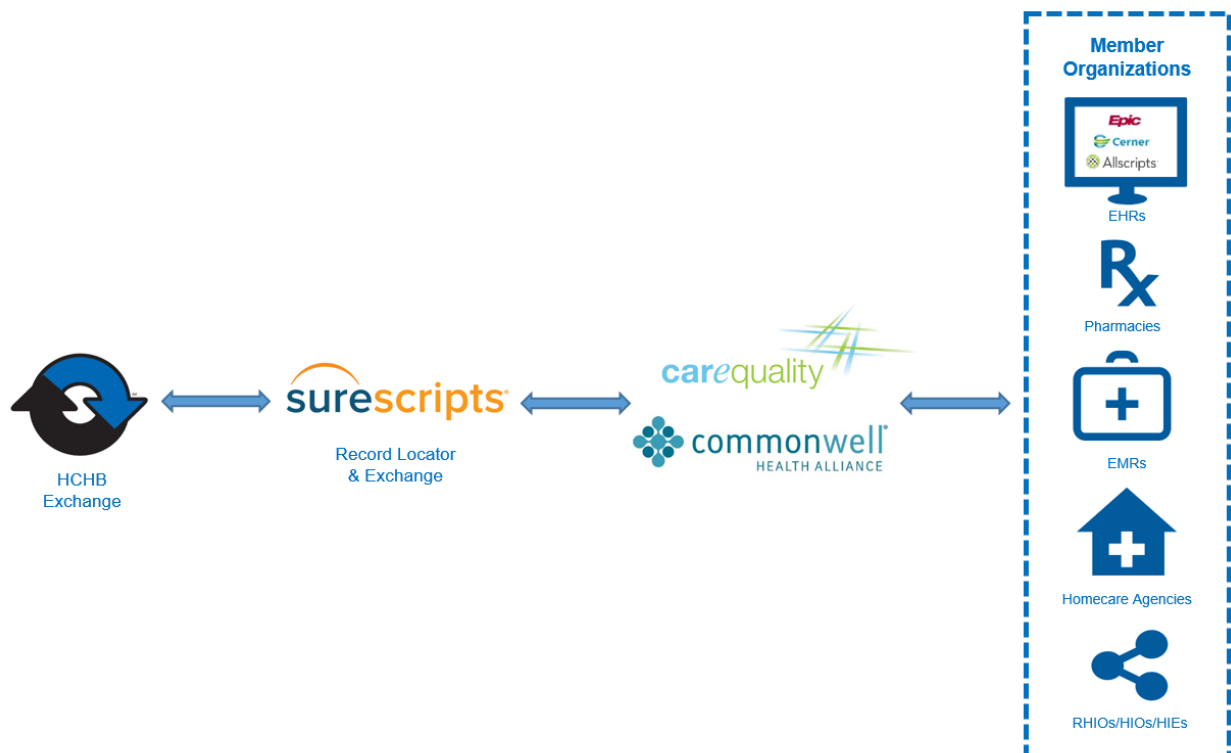 Member
Organizations
Epic
Cerner
Allscripts
EHRs
Rx
Pharmacies
EMRs
Homecare Agencies
RHIOs/HIOs/HIEs
carequality
commonwell®
HEALTH ALLIANCE
surescripts®
Record Locator
& Exchange
HCHB
Exchange